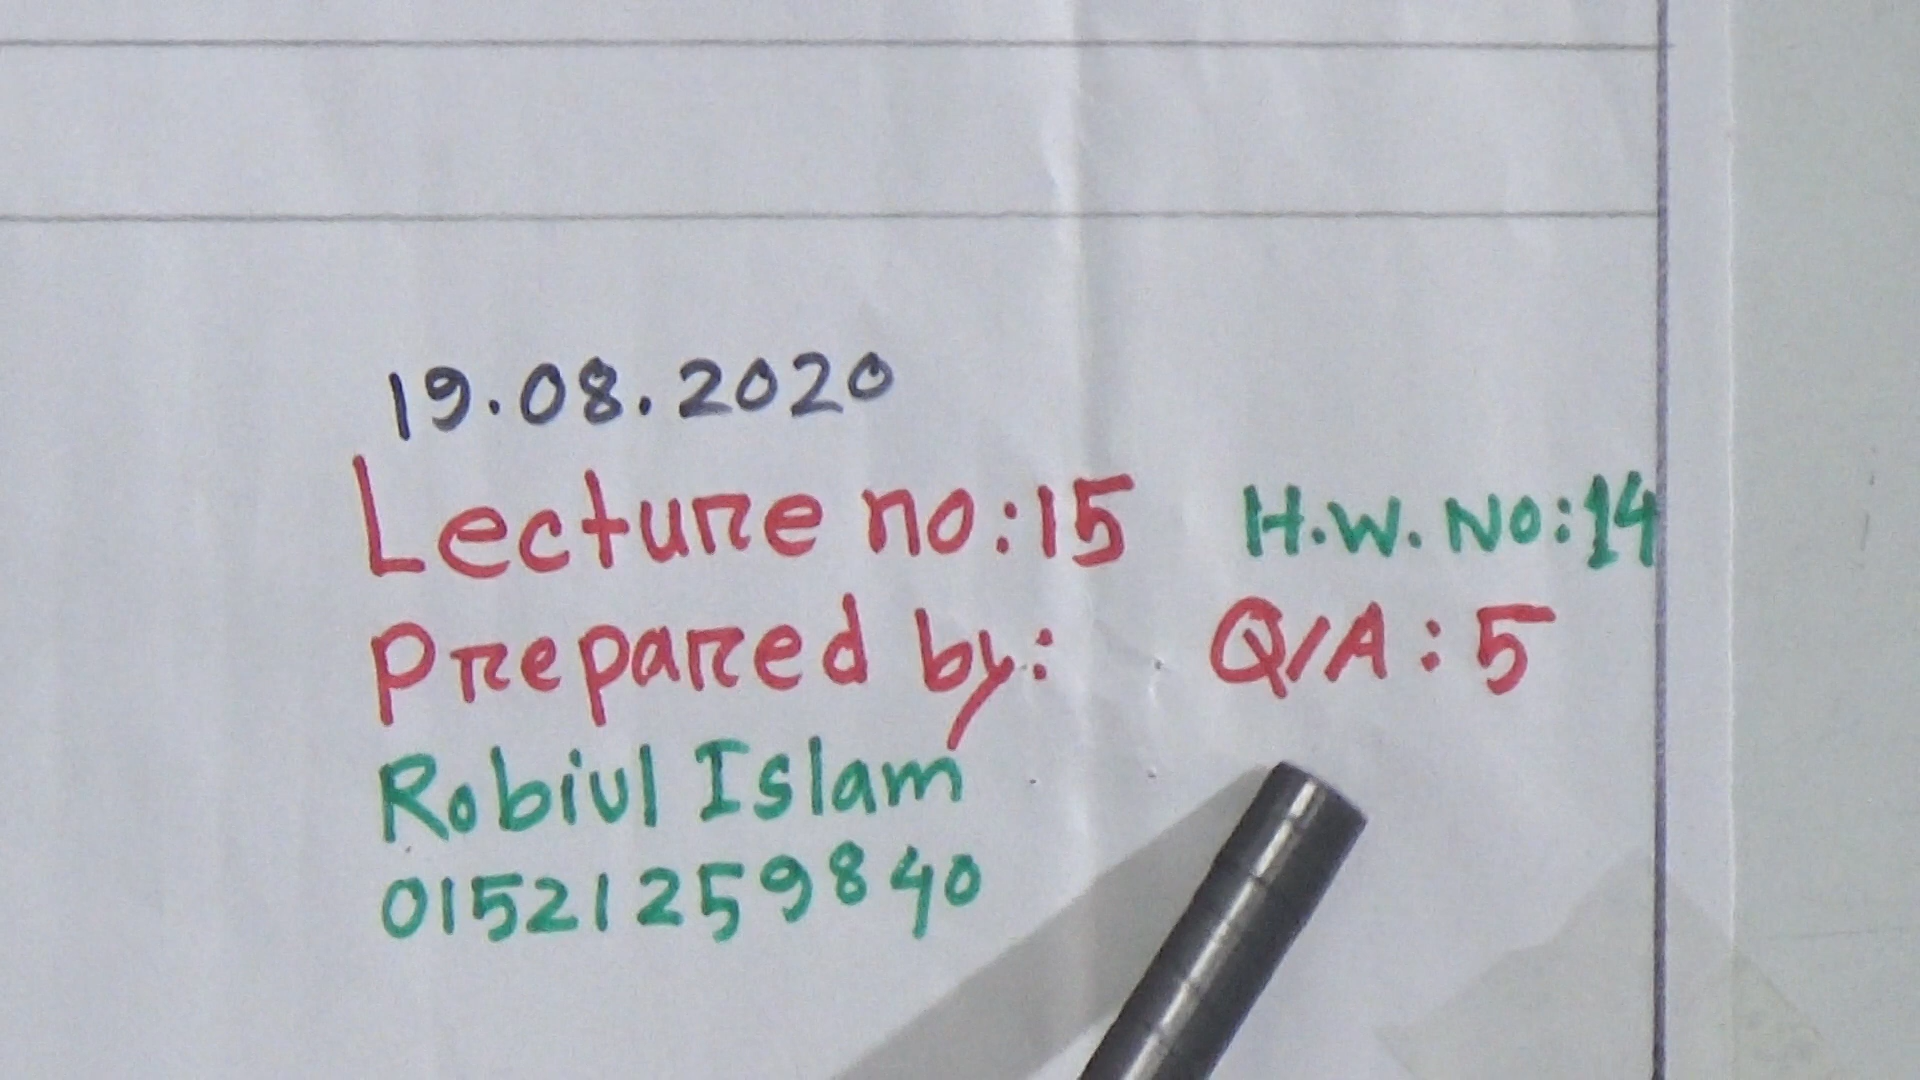 19.08.2020
Lecture no:15 H.W. No:14
Prepared by: Q/A: 5
Robiul Islam
01521259840